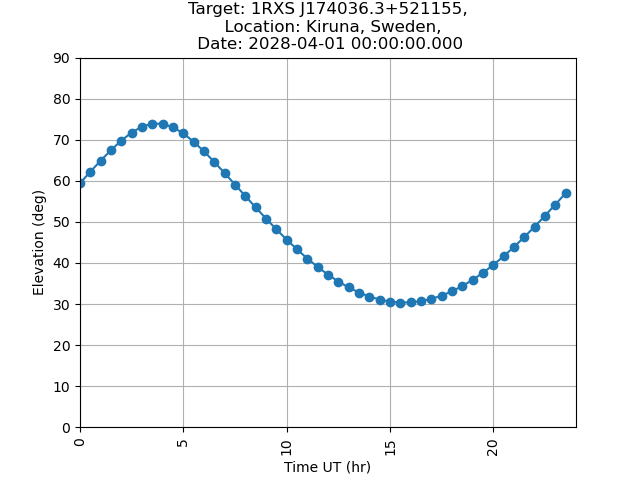 Target: 1RXS J174036.3+521155,
Location: Kiruna, Sweden,
Date: 2028-04-01 00:00:00.000
90
80
70
60
50
40
30
20
10
0
Elevation (deg)
0 5 10 15 20
Time UT (hr)